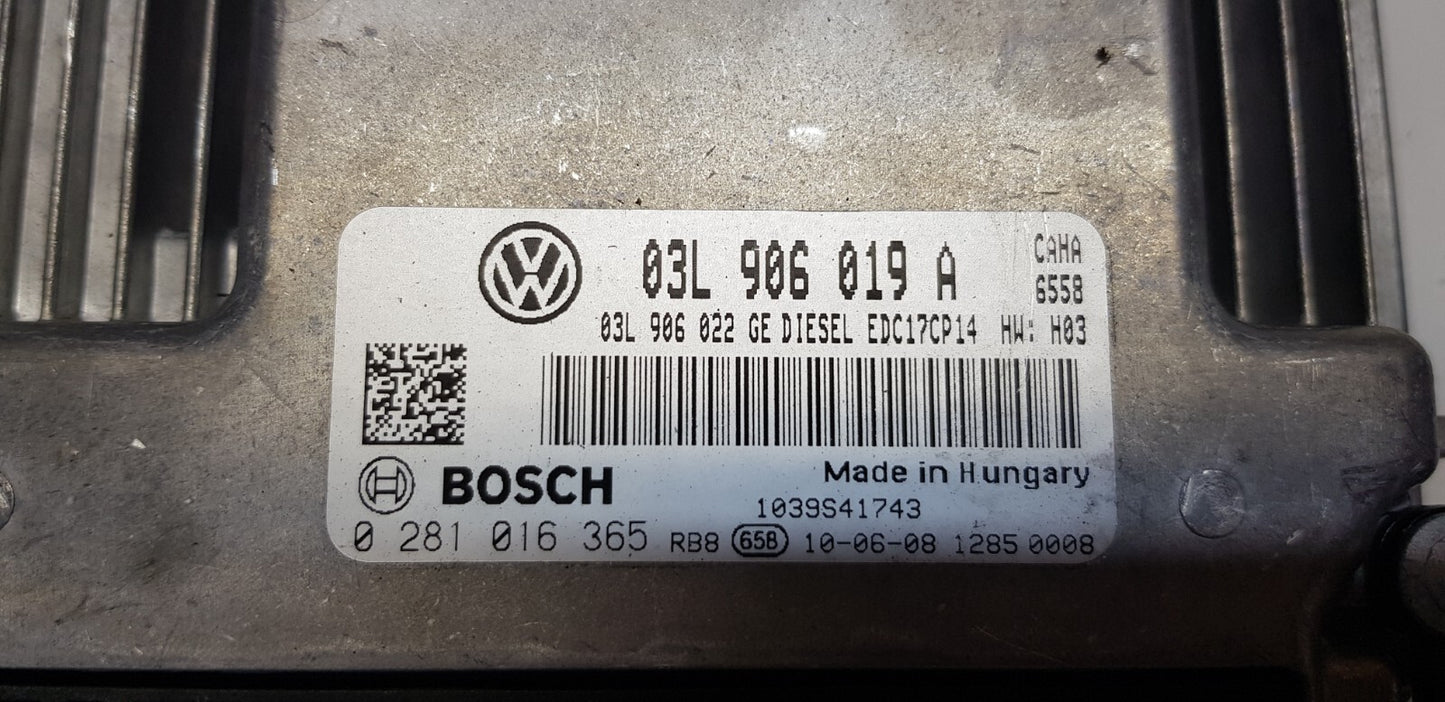 03L 906 019 A
CAHA
6558
03L 906 022 GE DIESEL EDC17CP14 HW: H03
BOSCH
Made in Hungary
1039S41743
0 281 016 365 RB8 65B 10-06-08 1285 0008